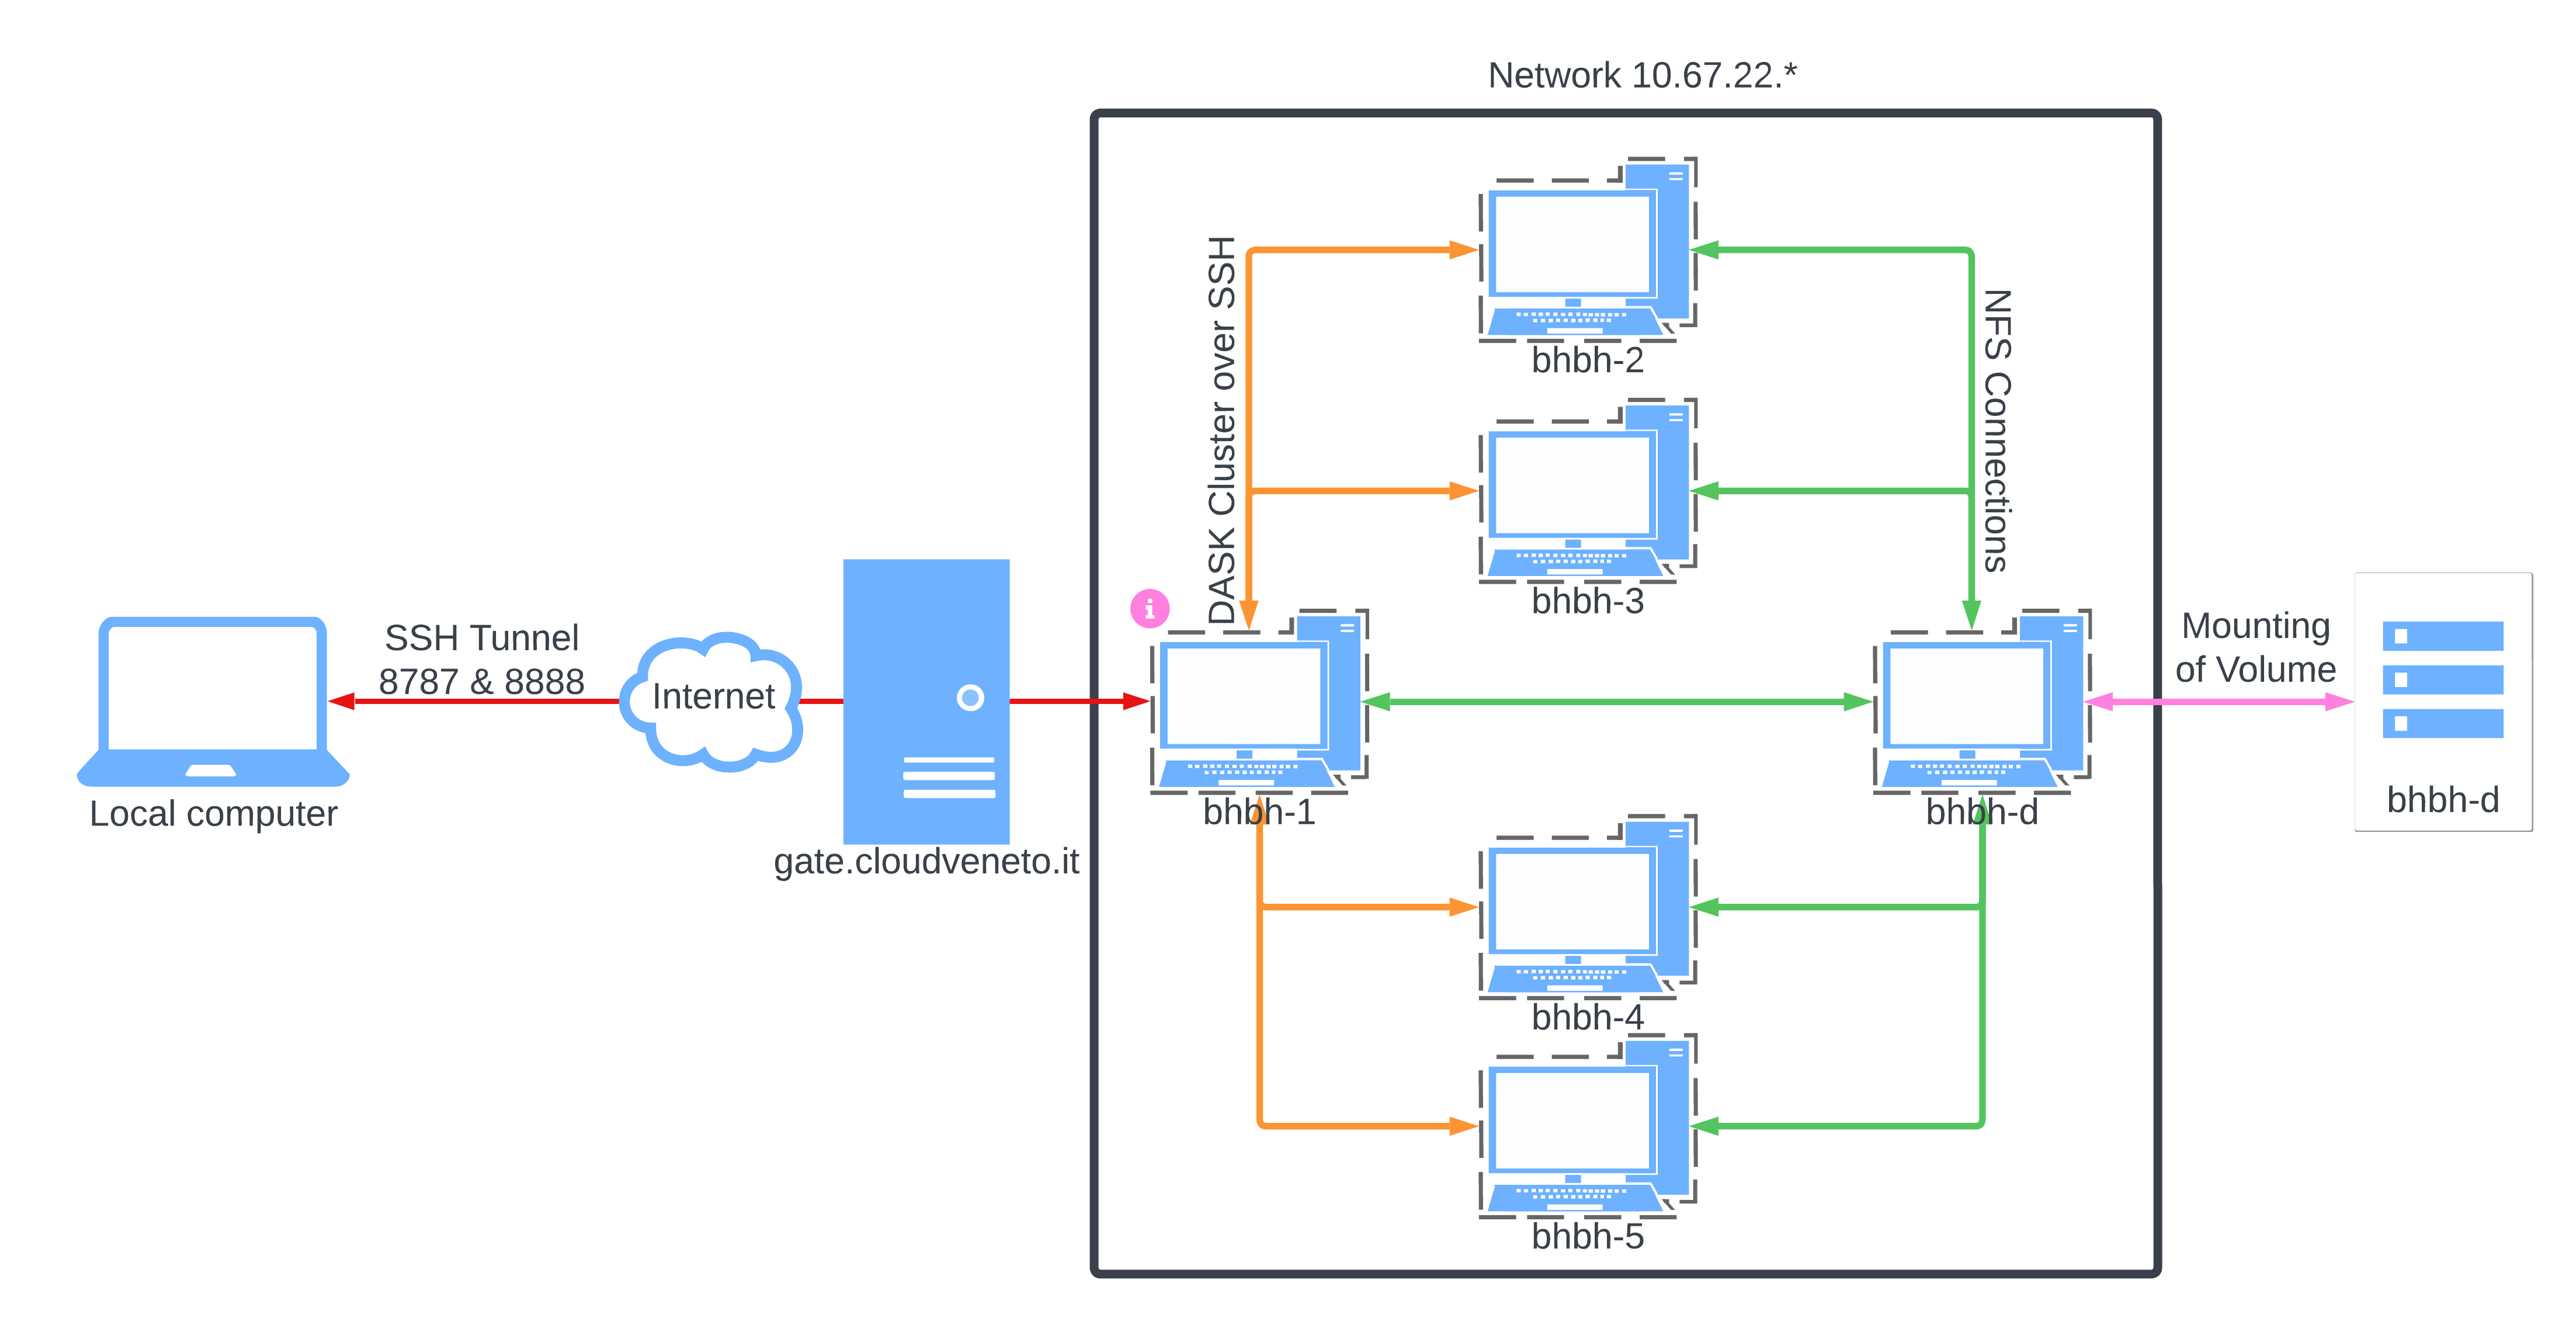 Network 10.67.22.*
DASK Cluster over SSH
NFS Connections
bhbh-2
bhbh-3
SSH Tunnel
8787 & 8888
Internet
Local computer
gate.cloudveneto.it
i
bhbh-1
bhbh-d
Mounting
of Volume
bhbh-d
bhbh-4
bhbh-5